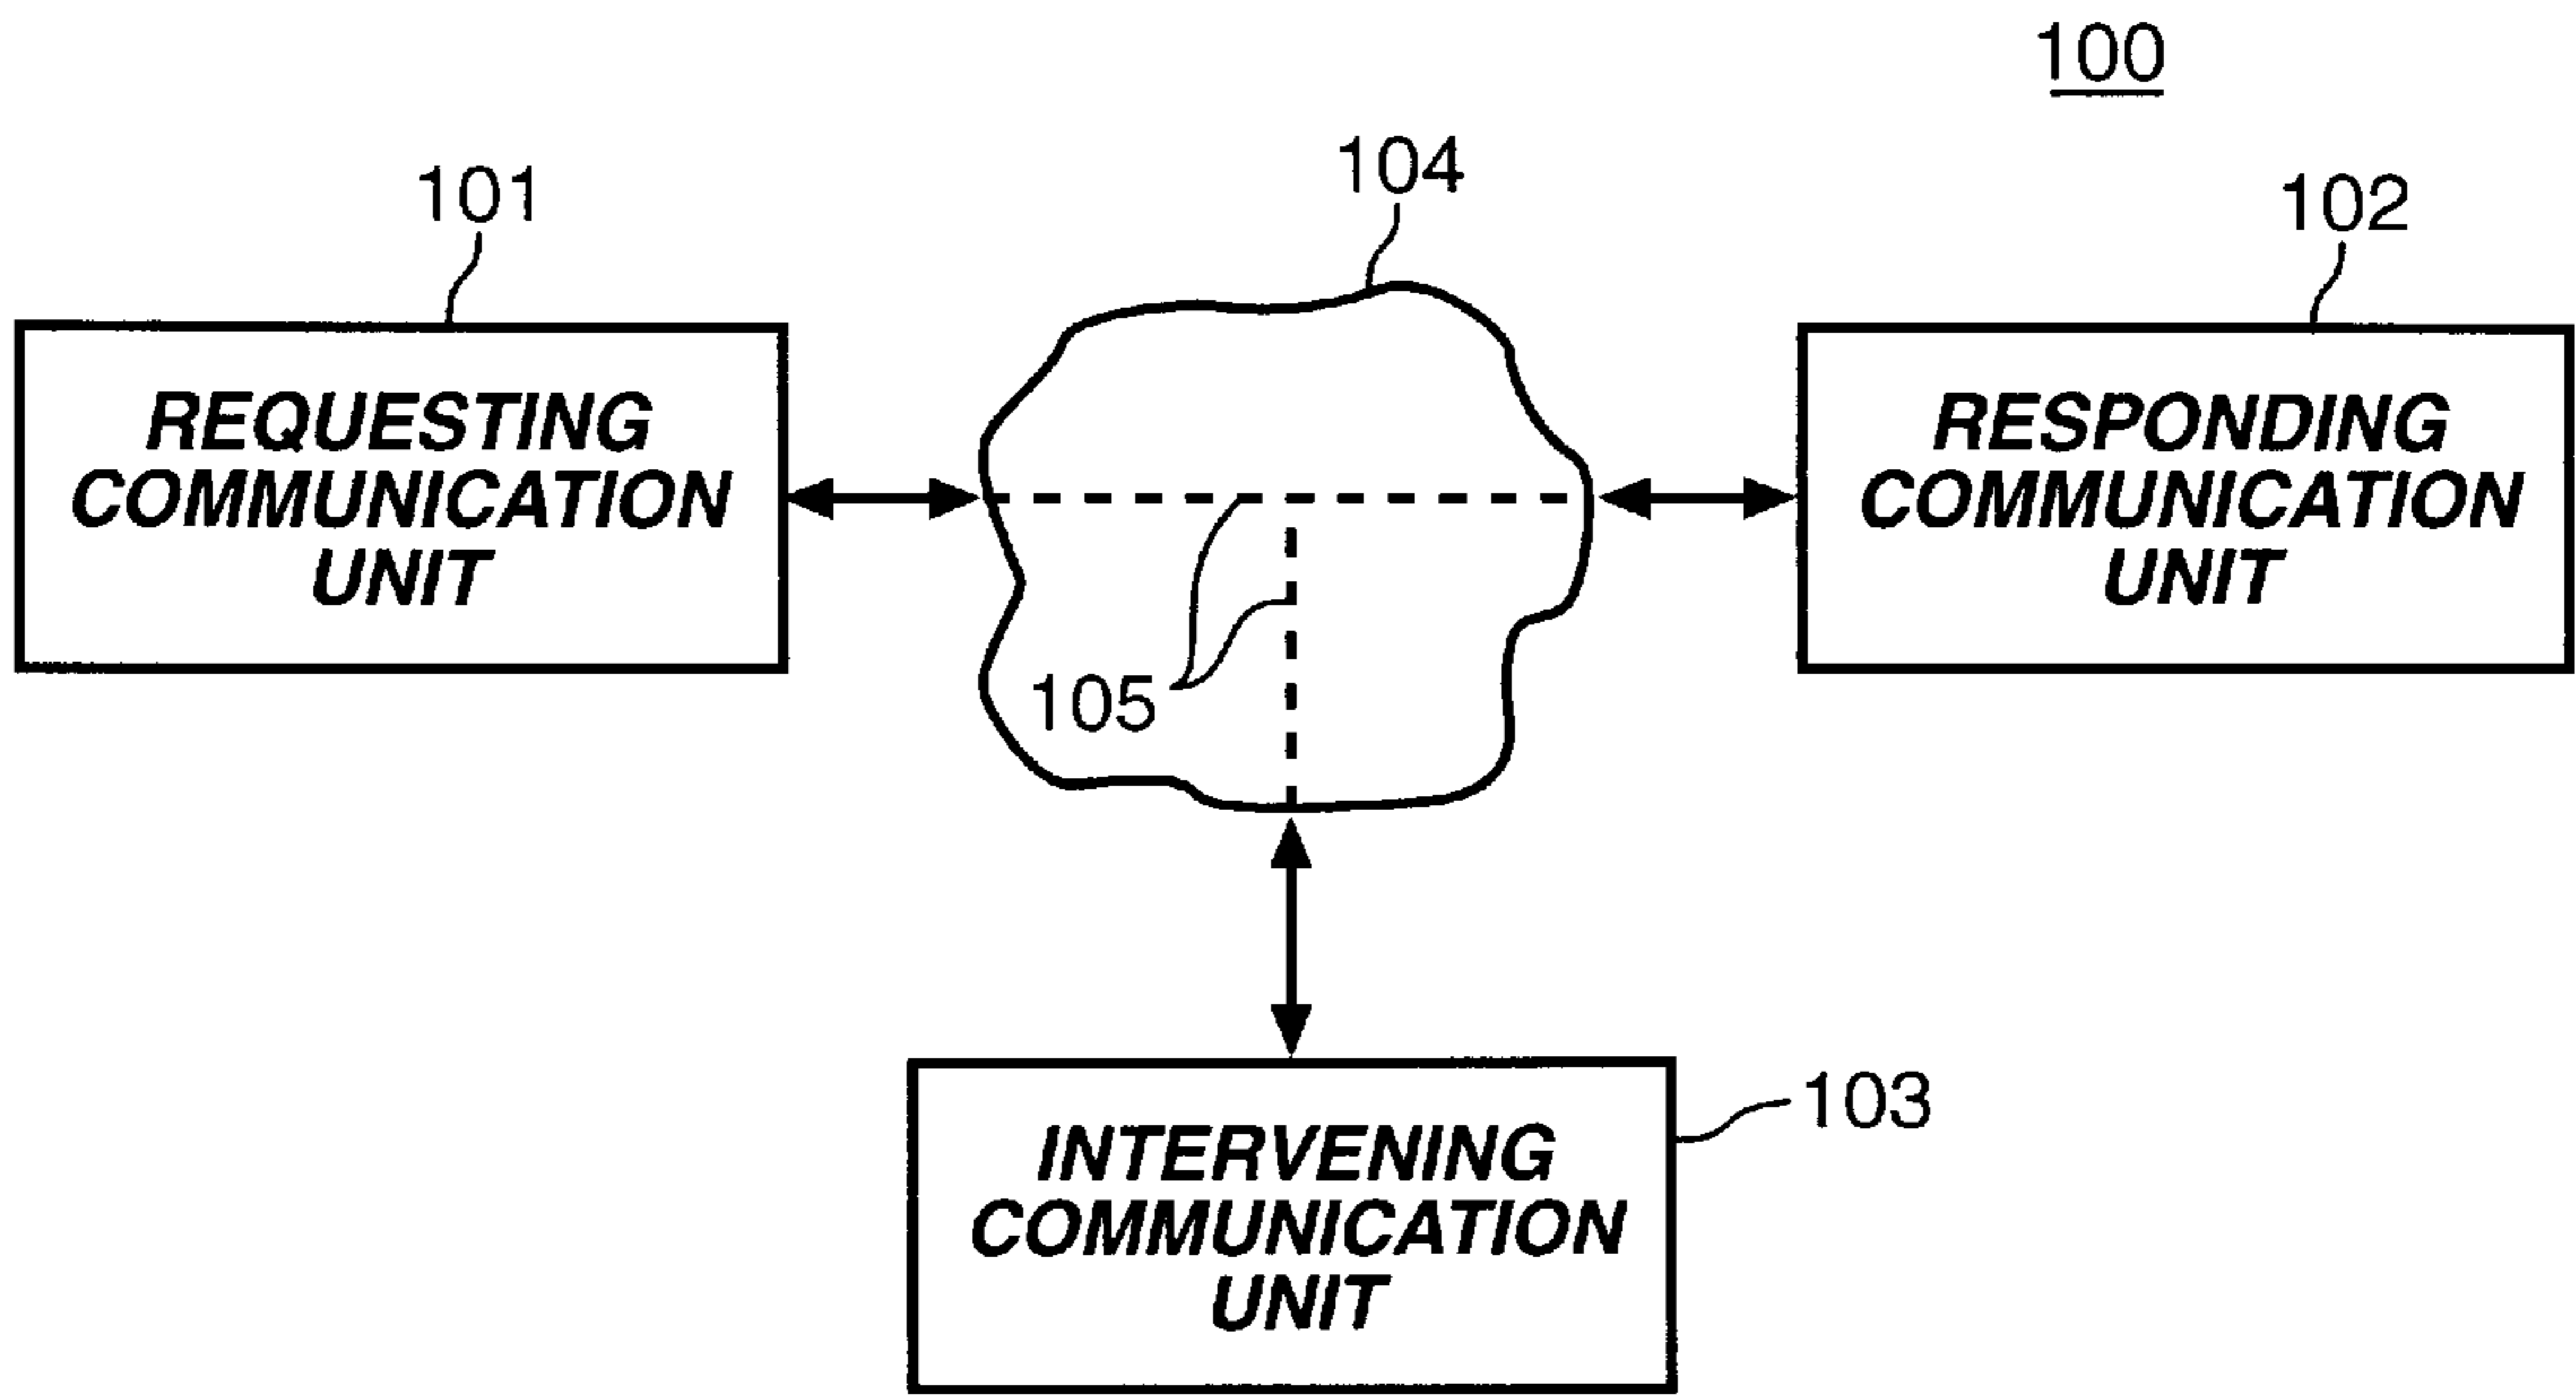 100
101
104
102
REQUESTING
COMMUNICATION
UNIT
RESPONDING
COMMUNICATION
UNIT
105
103
INTERVENING
COMMUNICATION
UNIT